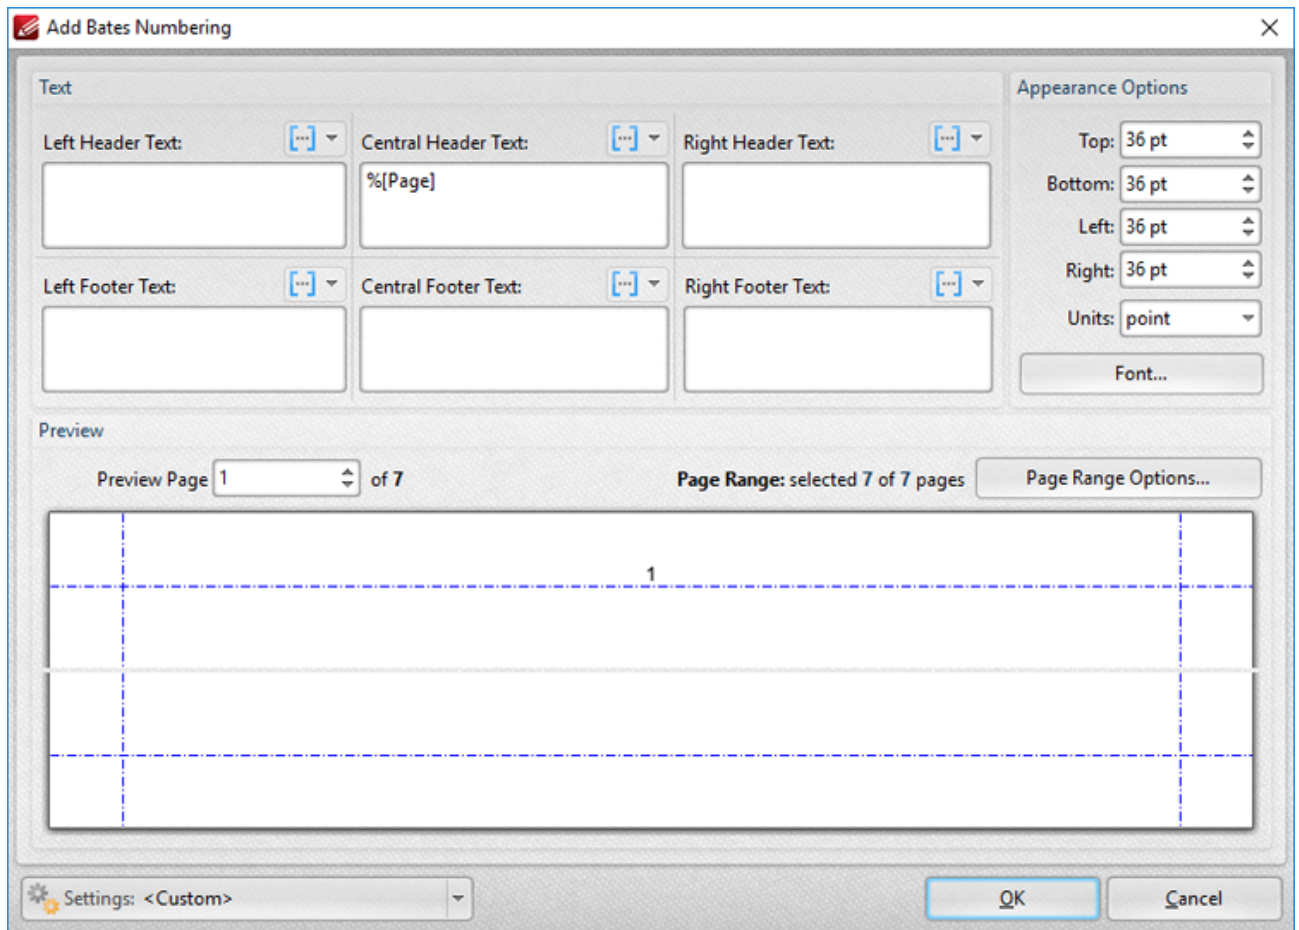 Add Bates Numbering
Text
Appearance Options
Left Header Text:
Central Header Text:
Right Header Text:
%[Page]
Top: 36 pt
Bottom: 36 pt
Left: 36 pt
Right: 36 pt
Units: point
Font...
Left Footer Text:
Central Footer Text:
Right Footer Text:
Preview
Preview Page 1 of 7
Page Range: selected 7 of 7 pages
Page Range Options...
1
Settings: <Custom>
OK
Cancel